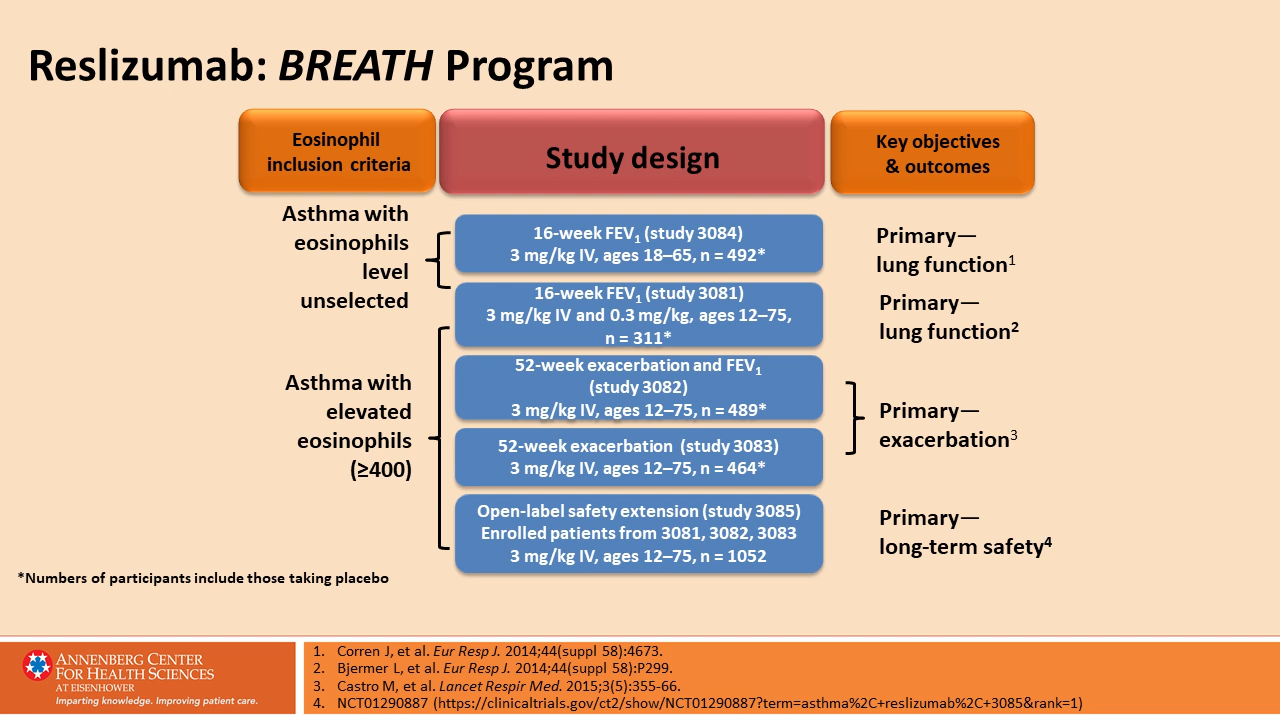 Reslizumab: BREATH Program
Eosinophil
inclusion criteria
Study design
Key objectives
& outcomes
Asthma with
eosinophils
level
unselected
16-week FEV1 (study 3084)
3 mg/kg IV, ages 18–65, n = 492*
Primary—
lung function1
16-week FEV1 (study 3081)
3 mg/kg IV and 0.3 mg/kg, ages 12–75,
n = 311*
Primary—
lung function2
Asthma with
elevated
eosinophils
(≥400)
52-week exacerbation and FEV1
(study 3082)
3 mg/kg IV, ages 12–75, n = 489*
52-week exacerbation (study 3083)
3 mg/kg IV, ages 12–75, n = 464*
Primary—
exacerbation3
Open-label safety extension (study 3085)
Enrolled patients from 3081, 3082, 3083
3 mg/kg IV, ages 12–75, n = 1052
Primary—
long-term safety4
*Numbers of participants include those taking placebo
ANNENBERG CENTER
FOR HEALTH SCIENCES
AT EISENHOWER
Imparting knowledge. Improving patient care.
1. Corren J, et al. Eur Resp J. 2014;44(suppl 58):4673.
2. Bjermer L, et al. Eur Resp J. 2014;44(suppl 58):P299.
3. Castro M, et al. Lancet Respir Med. 2015;3(5):355-66.
4. NCT01290887 (https://clinicaltrials.gov/ct2/show/NCT01290887?term=asthma%2C+reslizumab%2C+3085&rank=1)